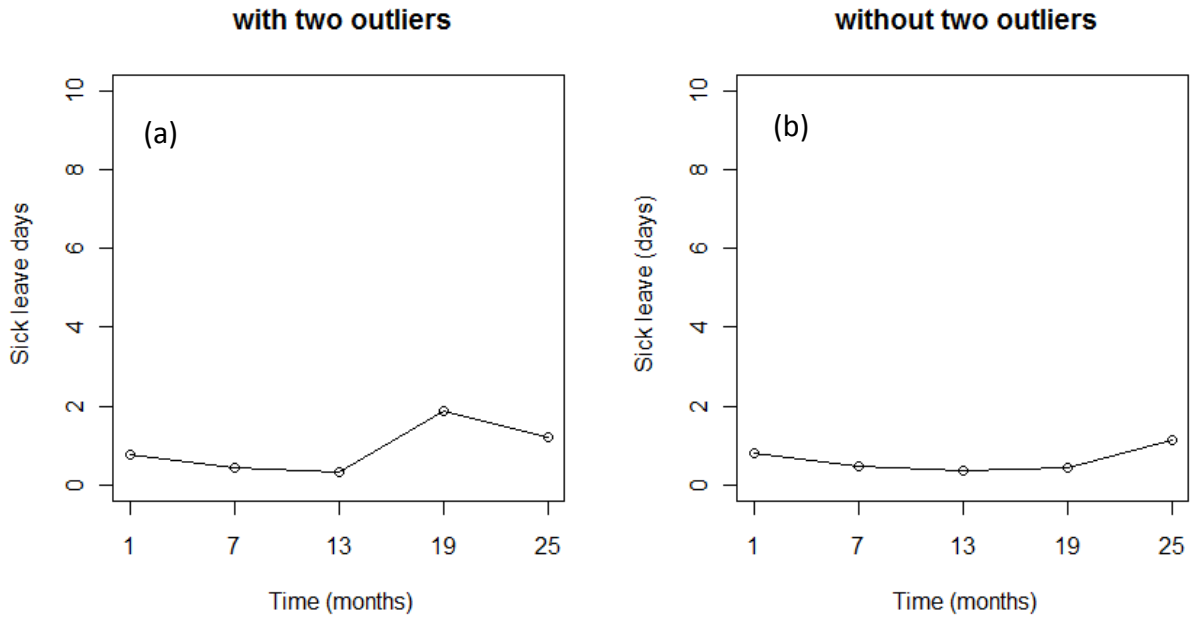 with two outliers
(a)
Sick leave days
10
8
6
4
2
0
1 7 13 19 25
Time (months)
without two outliers
(b)
Sick leave (days)
10
8
6
4
2
0
1 7 13 19 25
Time (months)